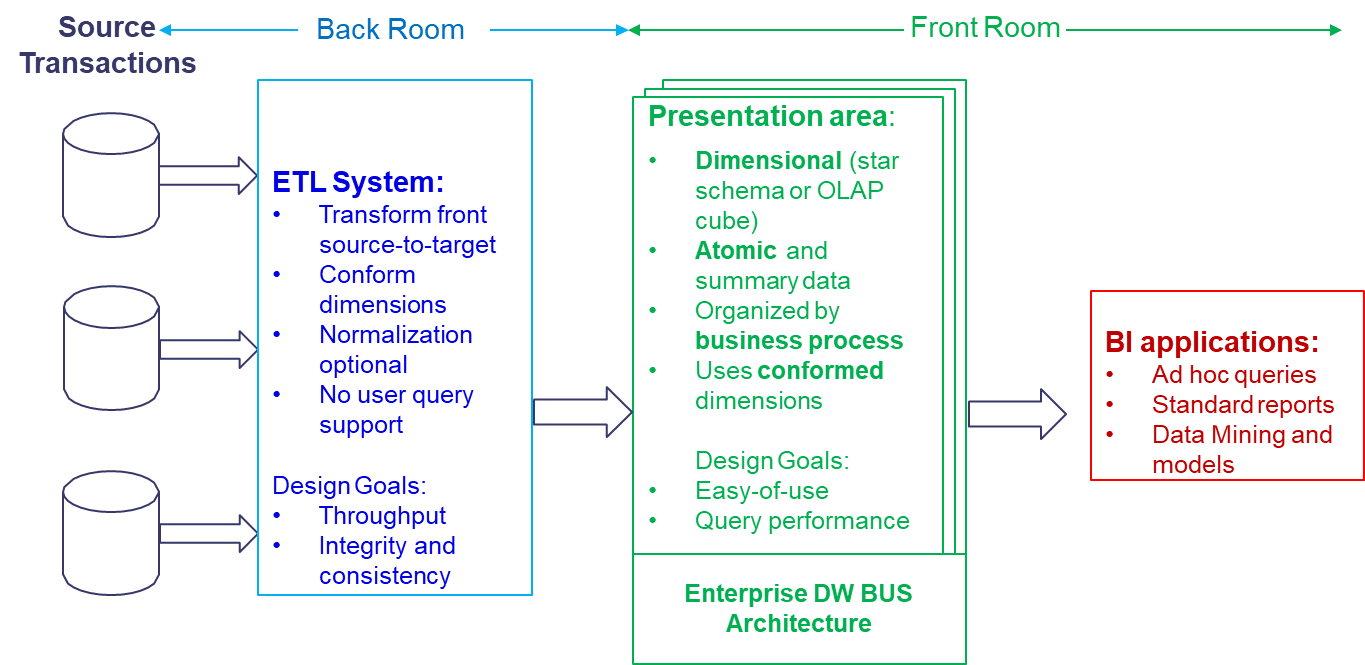 Source
Transactions
Back Room
Front Room
ETL System:
• Transform front
source-to-target
• Conform
dimensions
• Normalization
optional
• No user query
support
Design Goals:
• Throughput
• Integrity and
consistency
Presentation area:
• Dimensional (star
schema or OLAP
cube)
• Atomic and
summary data
• Organized by
business process
• Uses conformed
dimensions
Design Goals:
• Easy-of-use
• Query performance
Enterprise DW BUS
Architecture
BI applications:
• Ad hoc queries
• Standard reports
• Data Mining and
models